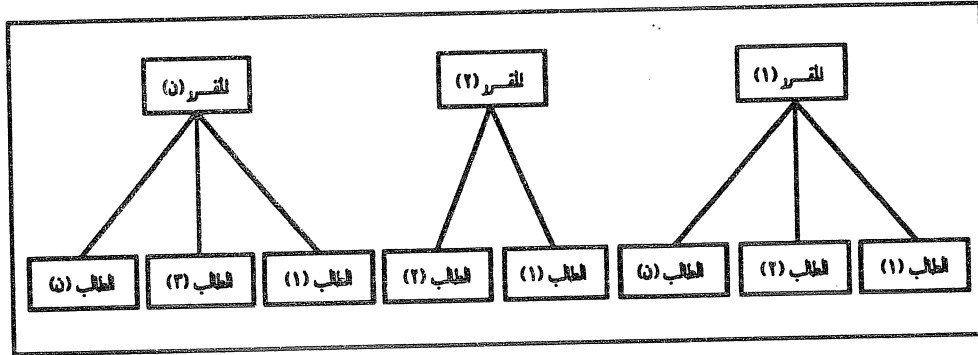 المقرر (١)
المقرر (٢)
المقرر (ن)
الطالب (١)
الطالب (٢)
الطالب (ن)
الطالب (١)
الطالب (٢)
الطالب (١)
الطالب (٣)
الطالب (ن)